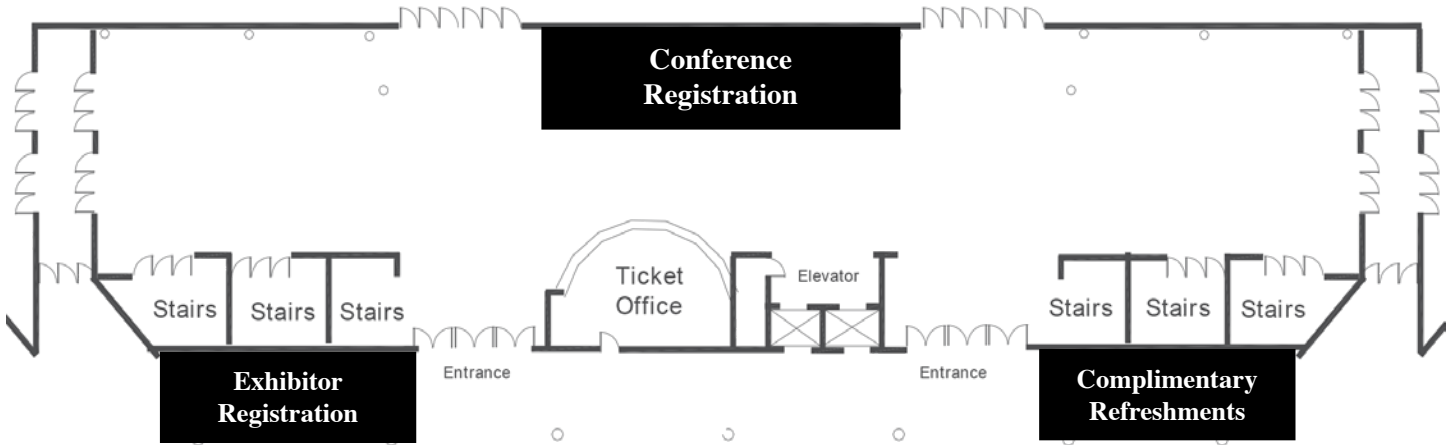 Conference
Registration
Ticket
Office
Elevator
Stairs
Stairs
Stairs
Stairs
Stairs
Stairs
Entrance
Entrance
Exhibitor
Registration
Complimentary
Refreshments